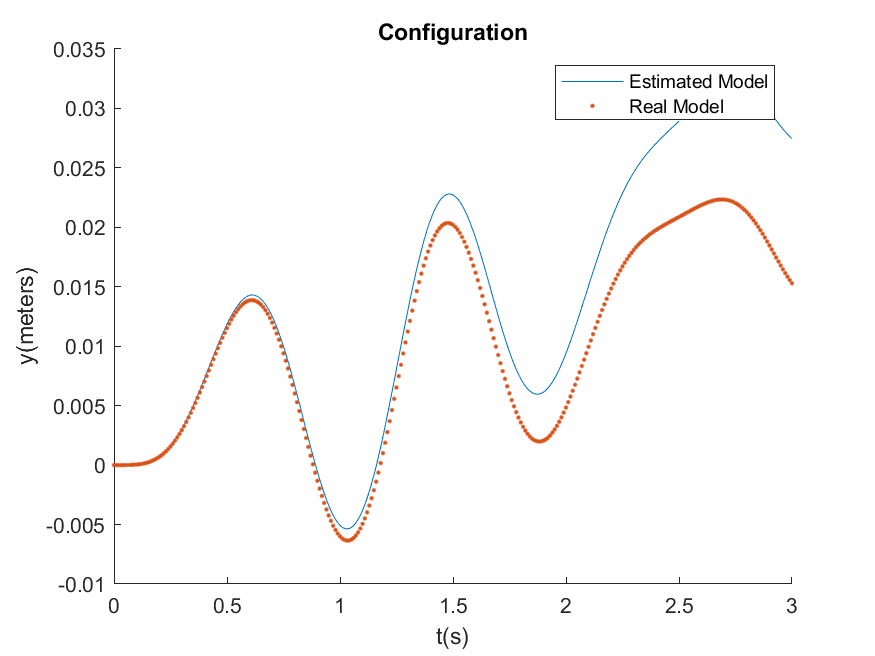 Configuration
Estimated Model
Real Model
0.035
0.03
0.025
0.02
0.015
0.01
0.005
0
-0.005
-0.01
y(meters)
0 0.5 1 1.5 2 2.5 3
t(s)